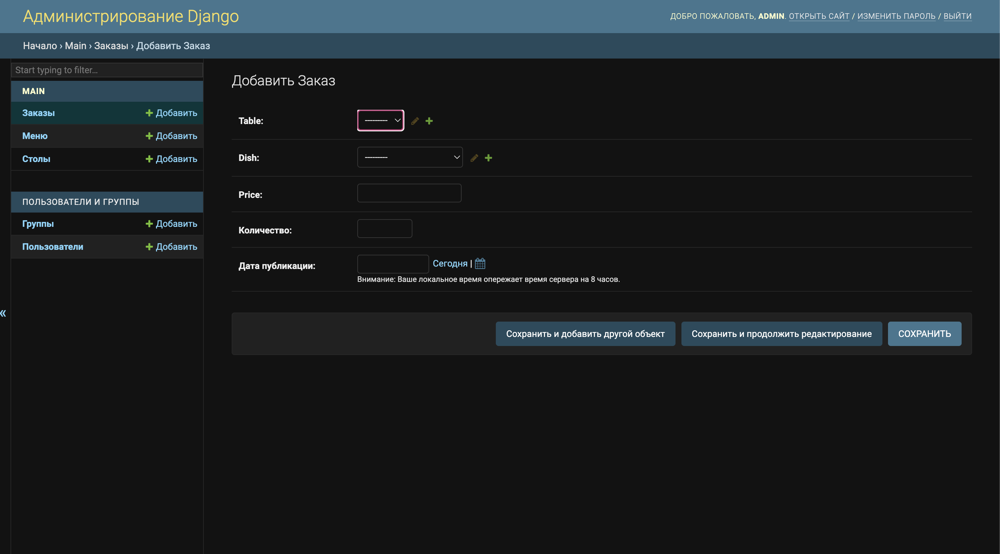 Администрирование Django
ДОБРО ПОЖАЛОВАТЬ, ADMIN. ОТКРЫТЬ САЙТ / ИЗМЕНИТЬ ПАРОЛЬ / ВЫЙТИ
Начало › Main › Заказы › Добавить Заказ
Start typing to filter...
MAIN
Заказы Добавить
Меню Добавить
Столы Добавить
ПОЛЬЗОВАТЕЛИ И ГРУППЫ
Группы Добавить
Пользователи Добавить
«
Добавить Заказ
Table: ---------
Dish: ---------
Price:
Количество:
Дата публикации: Сегодня |
Внимание: Ваше локальное время опережает время сервера на 8 часов.
Сохранить и добавить другой объект Сохранить и продолжить редактирование СОХРАНИТЬ